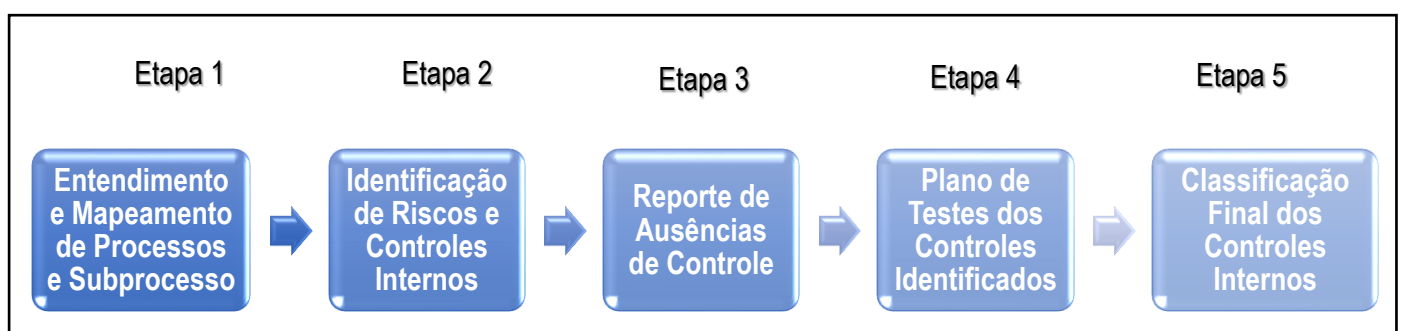 Etapa 1
Etapa 2
Etapa 3
Etapa 4
Etapa 5
Entendimento
e Mapeamento
de Processos
e Subprocesso
Identificação
de Riscos e
Controles
Internos
Reporte de
Ausências
de Controle
Plano de
Testes dos
Controles
Identificados
Classificação
Final dos
Controles
Internos